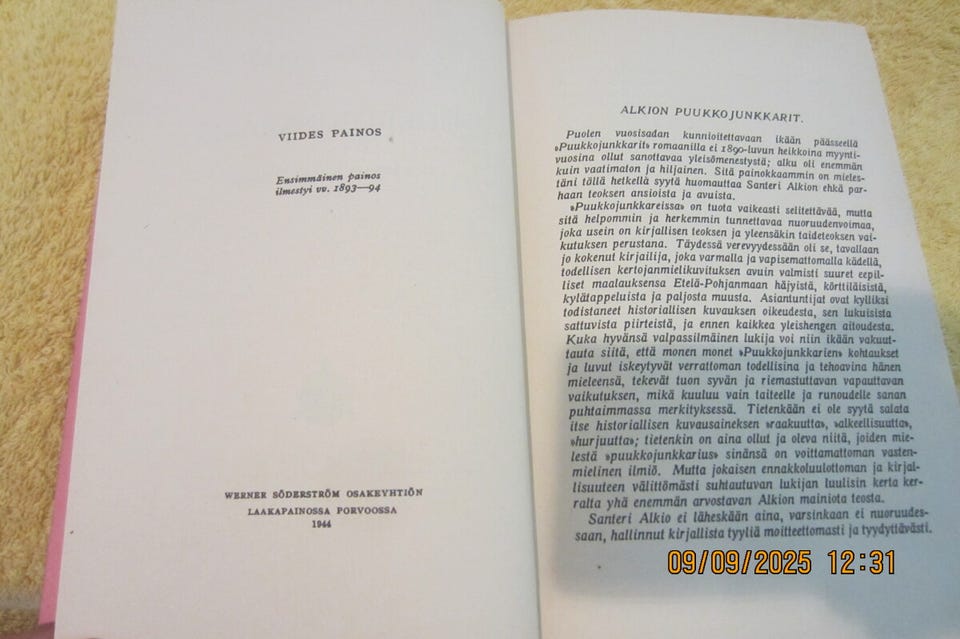 VIIDES PAINOS
Ensimmäinen painos
ilmestyi vv. 1893—94
WERNER SÖDERSTRÖM OSAKEYHTIÖN
LAAKAPAINOSSA PORVOOSSA
1944
ALKION PUUKKOJUNKKARIT.
Puolen vuosisadan kunnioitettavaan ikään päässeellä
»Puukkojunkkarit» romaanilla ei 1890-luvun heikkoina myynti-
vuosina ollut sanottavaa yleisömenestystä; alku oli enemmän
kuin vaatimaton ja hiljainen. Sitä painokkaammin on mieles-
täni töllä hetkellä syytä huomauttaa Santeri Alkion ehkä par-
haan teoksen ansioista ja avuista.
»Puukkojunkkareissa» on tuota vaikeasti selitettävää, mutta
sitä helpommin ja herkemmin tunnettavaa nuoruudenvoimaa,
joka usein on kirjallisen teoksen ja yleensäkin taideteoksen vai-
kutuksen perustana. Täydessä verevyydessään oli se, tavallaan
jo kokenut kirjailija, joka varmalla ja vapisemattomalla kädellä,
todellisen kertojanmielikuvituksen avuin valmisti suuret eepil-
liset maalauksensa Etelä-Pohjanmaan häjyistä, körttiläisistä,
kylätappeluista ja paljosta muusta. Asiantuntijat ovat kylliksi
todistaneet historiallisen kuvauksen oikeudesta, sen lukuisista
sattuvista piirteistä, ja ennen kaikkea yleishengen aitoudesta.
Kuka hyvänsä valpassilmäinen lukija voi niin ikään vakuut-
tauta siitä, että monen monet »Puukkojunkkarien» kohtaukset
ja luvut iskeytyvät verrattoman todellisina ja tehoavina hänen
mieleensä, tekevät tuon syvän ja riemastuttavan vapauttavan
vaikutuksen, mikä kuuluu vain taiteelle ja runoudelle sanan
puhtaimmassa merkityksessä. Tietenkään ei ole syytä salata
itse historiallisen kuvausaineksen »raakuutta», »alkeellisuutta»,
»hurjuutta»; tietenkin on aina ollut ja oleva niitä, joiden mie-
lestä »puukkojunkkarius» sinänsä on voittamattoman vasten-
mielinen ilmiö. Mutta jokaisen ennakkoluulottoman ja kirjal-
lisuuteen välittömästi suhtautuvan lukijan luulisin kerta ker-
ralta yhä enemmän arvostavan Alkion mainiota teosta.
Santeri Alkio ei läheskään aina, varsinkaan ei nuoruudes-
saan, hallinnut kirjallista tyyliä moitteettomasti ja tyydyttävästi.
09/09/2025 12:31